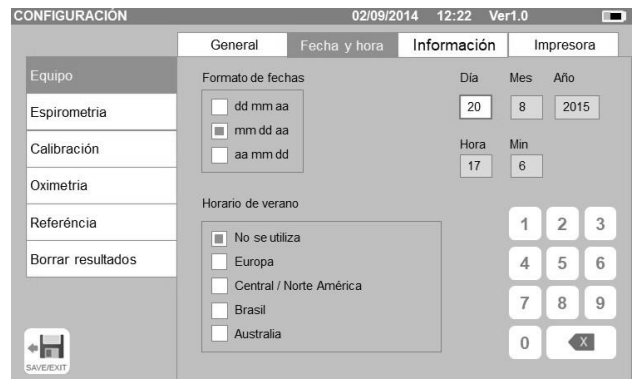 CONFIGURACIÓN 02/09/2014 12:22 Ver1.0
General Fecha y hora Información Impresora
Equipo
Espirometria
Calibración
Oximetria
Referéncia
Borrar resultados
SAVE/EXIT
Formato de fechas
dd mm aa
mm dd aa
aa mm dd
Horario de verano
No se utiliza
Europa
Central / Norte América
Brasil
Australia
Día Mes Año
20 8 2015
Hora Min
17 6
1 2 3
4 5 6
7 8 9
0 X